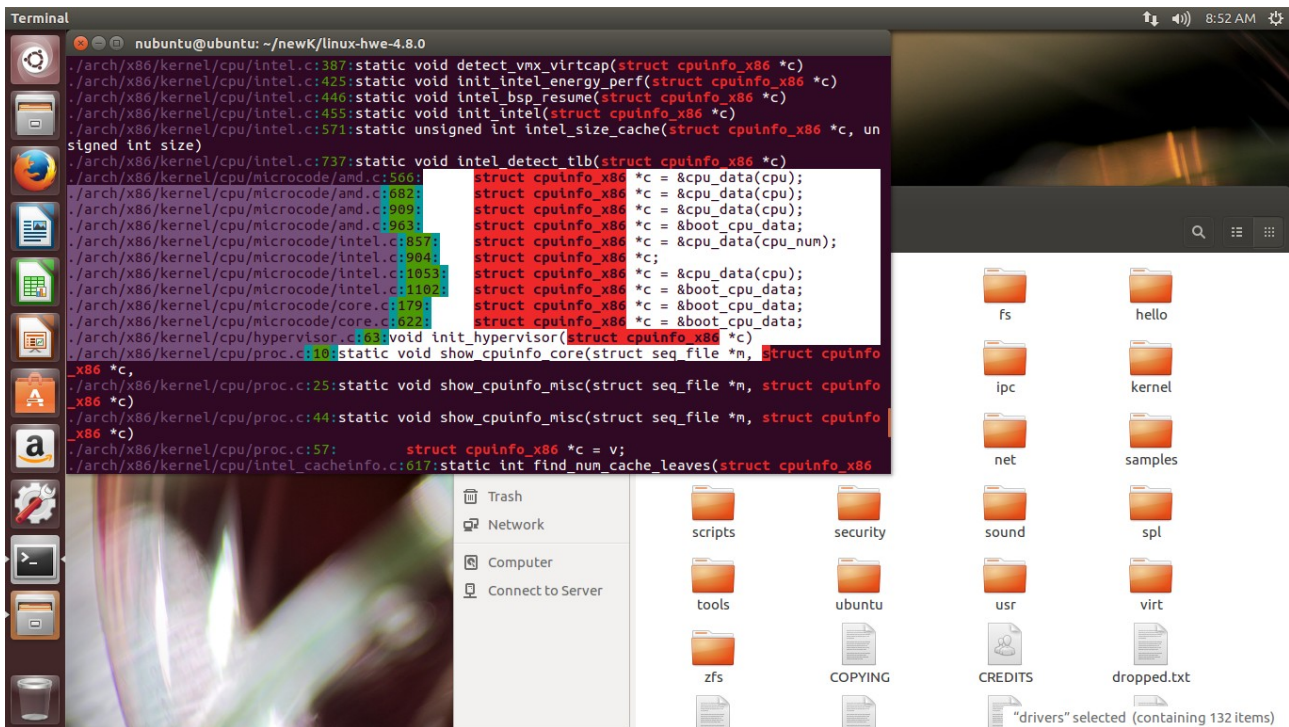 Terminal
8:52 AM
nubuntu@ubuntu: ~/newK/linux-hwe-4.8.0
./arch/x86/kernel/cpu/intel.c:387:static void detect_vmx_virtcap(struct cpuinfo_x86 *c)
./arch/x86/kernel/cpu/intel.c:425:static void init_intel_energy_perf(struct cpuinfo_x86 *c)
./arch/x86/kernel/cpu/intel.c:446:static void intel_bsp_resume(struct cpuinfo_x86 *c)
./arch/x86/kernel/cpu/intel.c:455:static void init_intel(struct cpuinfo_x86 *c)
./arch/x86/kernel/cpu/intel.c:571:static unsigned int intel_size_cache(struct cpuinfo_x86 *c, un
signed int size)
./arch/x86/kernel/cpu/intel.c:737:static void intel_detect_tlb(struct cpuinfo_x86 *c)
./arch/x86/kernel/cpu/microcode/amd.c:566: struct cpuinfo_x86 *c = &cpu_data(cpu);
./arch/x86/kernel/cpu/microcode/amd.c:682: struct cpuinfo_x86 *c = &cpu_data(cpu);
./arch/x86/kernel/cpu/microcode/amd.c:909: struct cpuinfo_x86 *c = &cpu_data(cpu);
./arch/x86/kernel/cpu/microcode/amd.c:963: struct cpuinfo_x86 *c = &boot_cpu_data;
./arch/x86/kernel/cpu/microcode/intel.c:857: struct cpuinfo_x86 *c = &cpu_data(cpu_num);
./arch/x86/kernel/cpu/microcode/intel.c:904: struct cpuinfo_x86 *c;
./arch/x86/kernel/cpu/microcode/intel.c:1053: struct cpuinfo_x86 *c = &cpu_data(cpu);
./arch/x86/kernel/cpu/microcode/intel.c:1102: struct cpuinfo_x86 *c = &boot_cpu_data;
./arch/x86/kernel/cpu/microcode/core.c:179: struct cpuinfo_x86 *c = &boot_cpu_data;
./arch/x86/kernel/cpu/microcode/core.c:622: struct cpuinfo_x86 *c = &boot_cpu_data;
./arch/x86/kernel/cpu/hypervisor.c:63:void init_hypervisor(struct cpuinfo_x86 *c)
./arch/x86/kernel/cpu/proc.c:10:static void show_cpuinfo_core(struct seq_file *m, struct cpuinfo
_x86 *c,
./arch/x86/kernel/cpu/proc.c:25:static void show_cpuinfo_misc(struct seq_file *m, struct cpuinfo
_x86 *c)
./arch/x86/kernel/cpu/proc.c:44:static void show_cpuinfo_misc(struct seq_file *m, struct cpuinfo
_x86 *c)
./arch/x86/kernel/cpu/proc.c:57: struct cpuinfo_x86 *c = v;
./arch/x86/kernel/cpu/intel_cacheinfo.c:617:static int find_num_cache_leaves(struct cpuinfo_x86
Trash
Network
Computer
Connect to Server
fs hello
ipc kernel
net samples
scripts security sound spl
tools ubuntu usr virt
zfs COPYING CREDITS dropped.txt
"drivers" selected (containing 132 items)